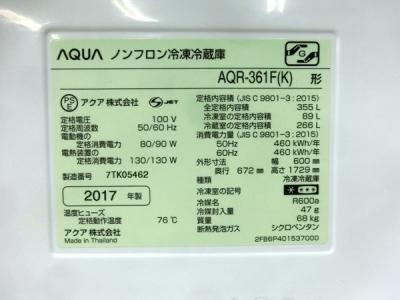 AQUA ノンフロン冷凍冷蔵庫
AQR-361F(K) 形
PS E アクア 株式会社 S-JET
定格電圧 100 V
定格周波数 50/60 Hz
電動機の
定格消費電力 80/90 W
電熱装置の
定格消費電力 130/130 W
製造番号 7TK05462
2017 年製
温度ヒューズ
定格動作温度 76℃
アクア 株式会社
Made in Thailand
定格内容積 (JIS C 9801-3:2015)
全定格内容積 355 L
冷凍室の定格内容積 89 L
冷蔵室の定格内容積 266 L
消費電力量 (JIS C 9801-3:2015)
50Hz 460 kWh/年
60Hz 460 kWh/年
外形寸法 幅 600 mm
奥行 672 mm 高さ 1729 mm
種類 冷凍冷蔵庫
冷凍室の記号
冷媒名 R600a
冷媒封入量 47 g
質量 68 kg
断熱発泡ガス シクロペンタン
2FB6P401537000